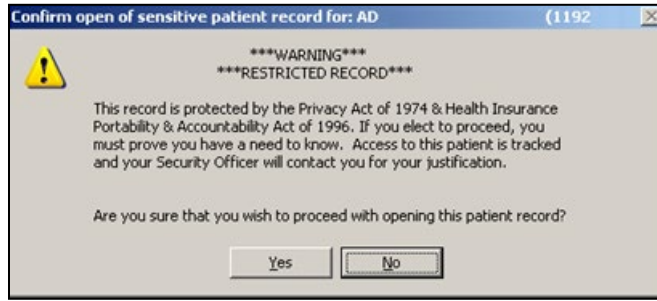 Confirm open of sensitive patient record for: AD (1192
***WARNING***
***RESTRICTED RECORD***
This record is protected by the Privacy Act of 1974 & Health Insurance
Portability & Accountability Act of 1996. If you elect to proceed, you
must prove you have a need to know. Access to this patient is tracked
and your Security Officer will contact you for your justification.
Are you sure that you wish to proceed with opening this patient record?
Yes No